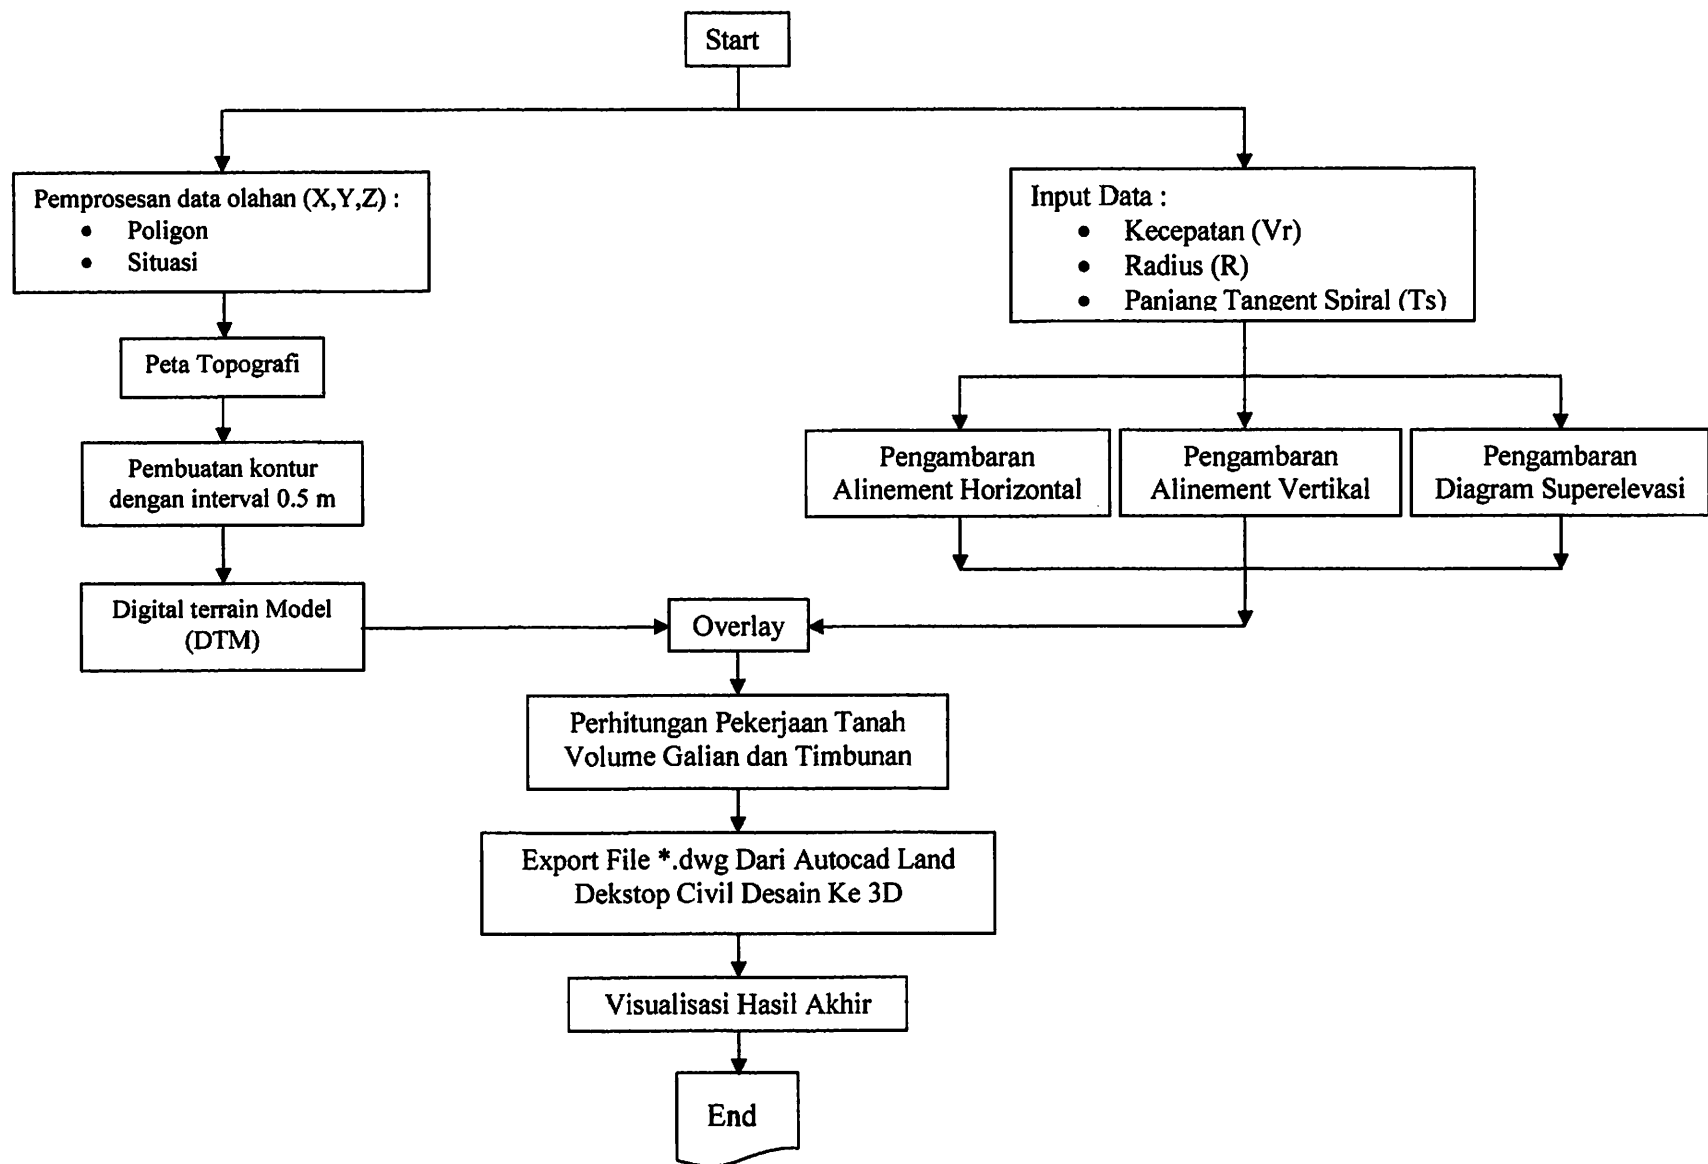 Start
Pemprosesan data olahan (X,Y,Z) :
• Poligon
• Situasi
Input Data :
• Kecepatan (Vr)
• Radius (R)
• Panjang Tangent Spiral (Ts)
Peta Topografi
Pembuatan kontur
dengan interval 0.5 m
Pengambaran
Alinement Horizontal
Pengambaran
Alinement Vertikal
Pengambaran
Diagram Superelevasi
Digital terrain Model
(DTM)
Overlay
Perhitungan Pekerjaan Tanah
Volume Galian dan Timbunan
Export File *.dwg Dari Autocad Land
Dekstop Civil Desain Ke 3D
Visualisasi Hasil Akhir
End